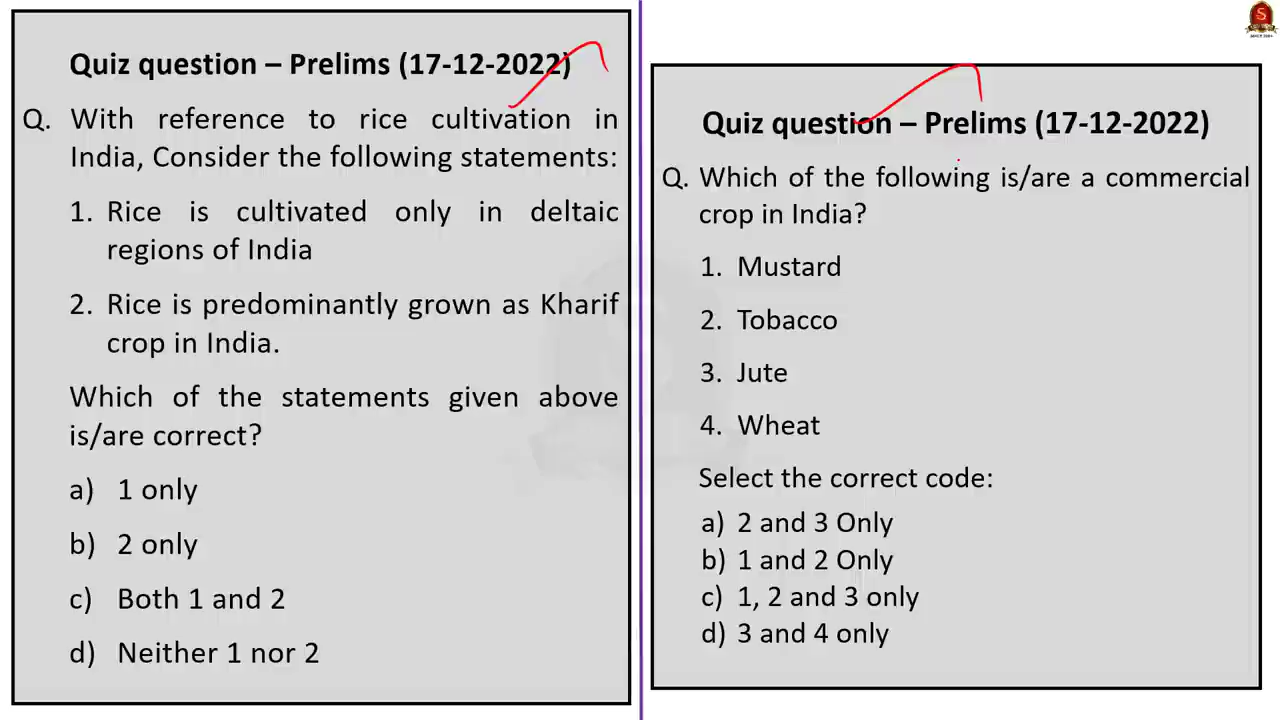 Quiz question – Prelims (17-12-2022)
Q. With reference to rice cultivation in
India, Consider the following statements:
1. Rice is cultivated only in deltaic
regions of India
2. Rice is predominantly grown as Kharif
crop in India.
Which of the statements given above
is/are correct?
a) 1 only
b) 2 only
c) Both 1 and 2
d) Neither 1 nor 2
Quiz question – Prelims (17-12-2022)
Q. Which of the following is/are a commercial
crop in India?
1. Mustard
2. Tobacco
3. Jute
4. Wheat
Select the correct code:
a) 2 and 3 Only
b) 1 and 2 Only
c) 1, 2 and 3 only
d) 3 and 4 only